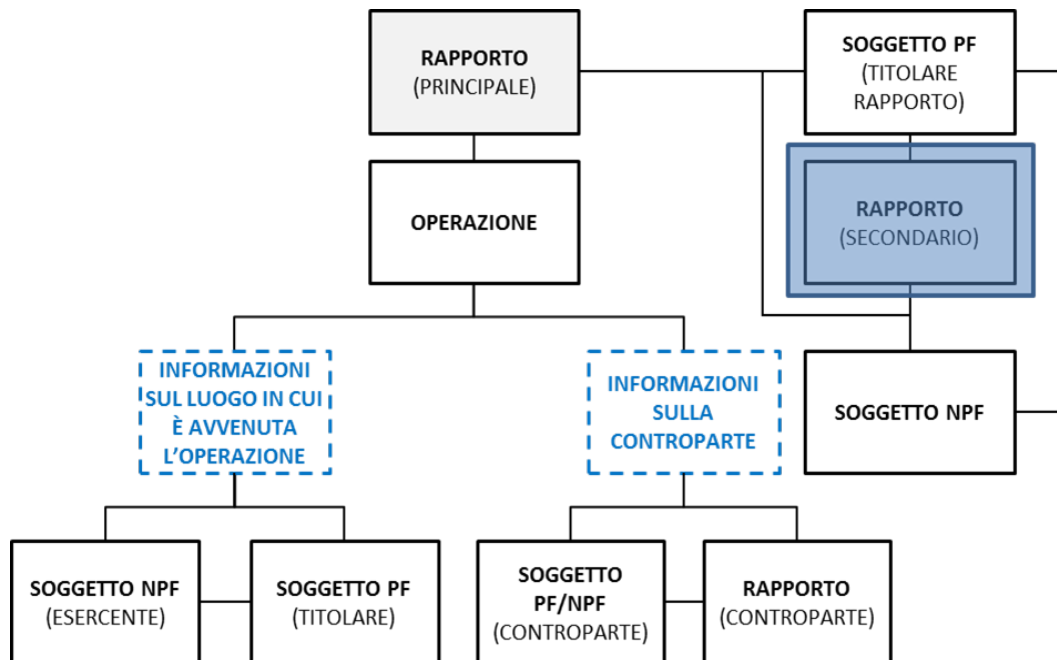 RAPPORTO
(PRINCIPALE)
SOGGETTO PF
(TITOLARE
RAPPORTO)
OPERAZIONE
RAPPORTO
(SECONDARIO)
INFORMAZIONI
SUL LUOGO IN CUI
È AVVENUTA
L'OPERAZIONE
INFORMAZIONI
SULLA
CONTROPARTE
SOGGETTO NPF
SOGGETTO NPF
(ESERCENTE)
SOGGETTO PF
(TITOLARE)
SOGGETTO
PF/NPF
(CONTROPARTE)
RAPPORTO
(CONTROPARTE)